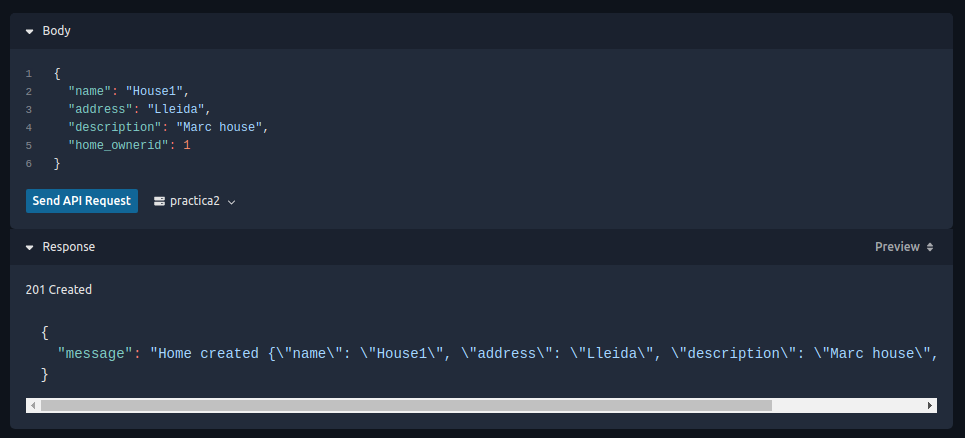 Body
1 {
2 "name": "House1",
3 "address": "Lleida",
4 "description": "Marc house",
5 "home_ownerid": 1
6 }
Send API Request practica2
Response Preview
201 Created
{
"message": "Home created {\"name\": \"House1\", \"address\": \"Lleida\", \"description\": \"Marc house\",
}